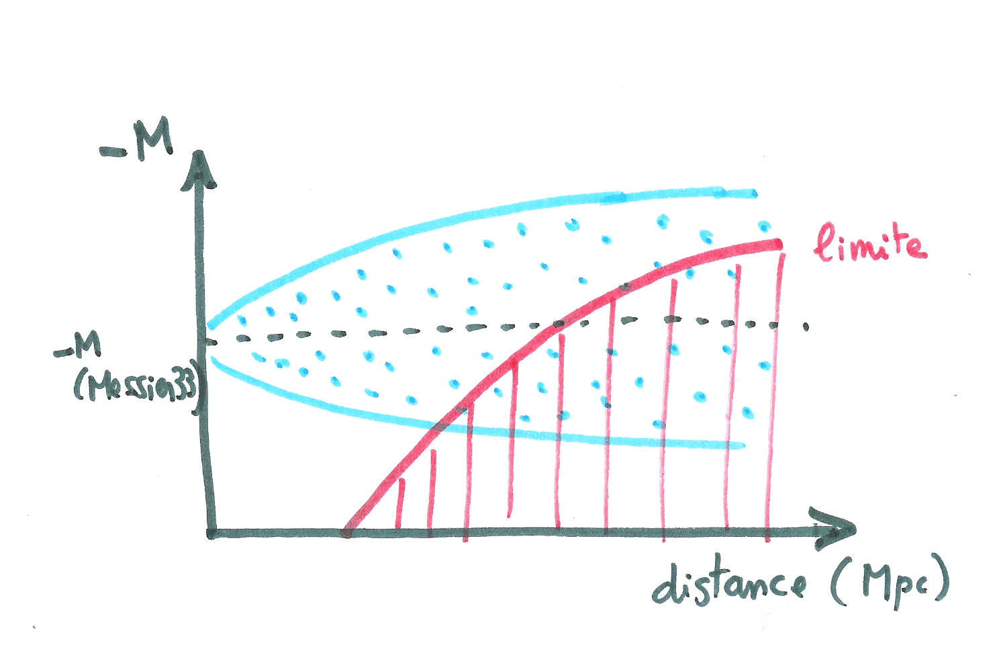 -M
limite
-M
(Messier33)
distance (Mpc)